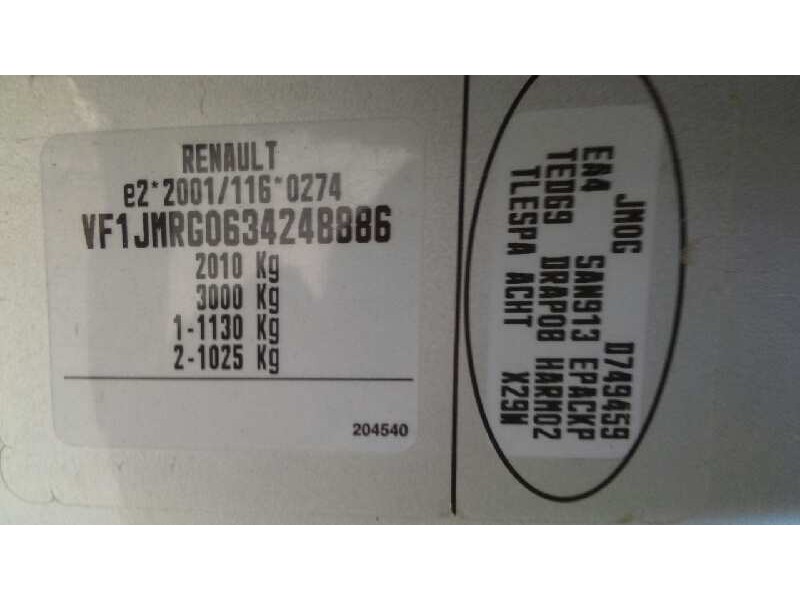 RENAULT
e2*2001/116*0274
VF1JMRG0634248886
2010 Kg
3000 Kg
1-1130 Kg
2-1025 Kg
204540
JM0G D749459
EA4 SAN913 EPACKP
TED69 DRAP08 HARM02
TLESPA ACHT X29W